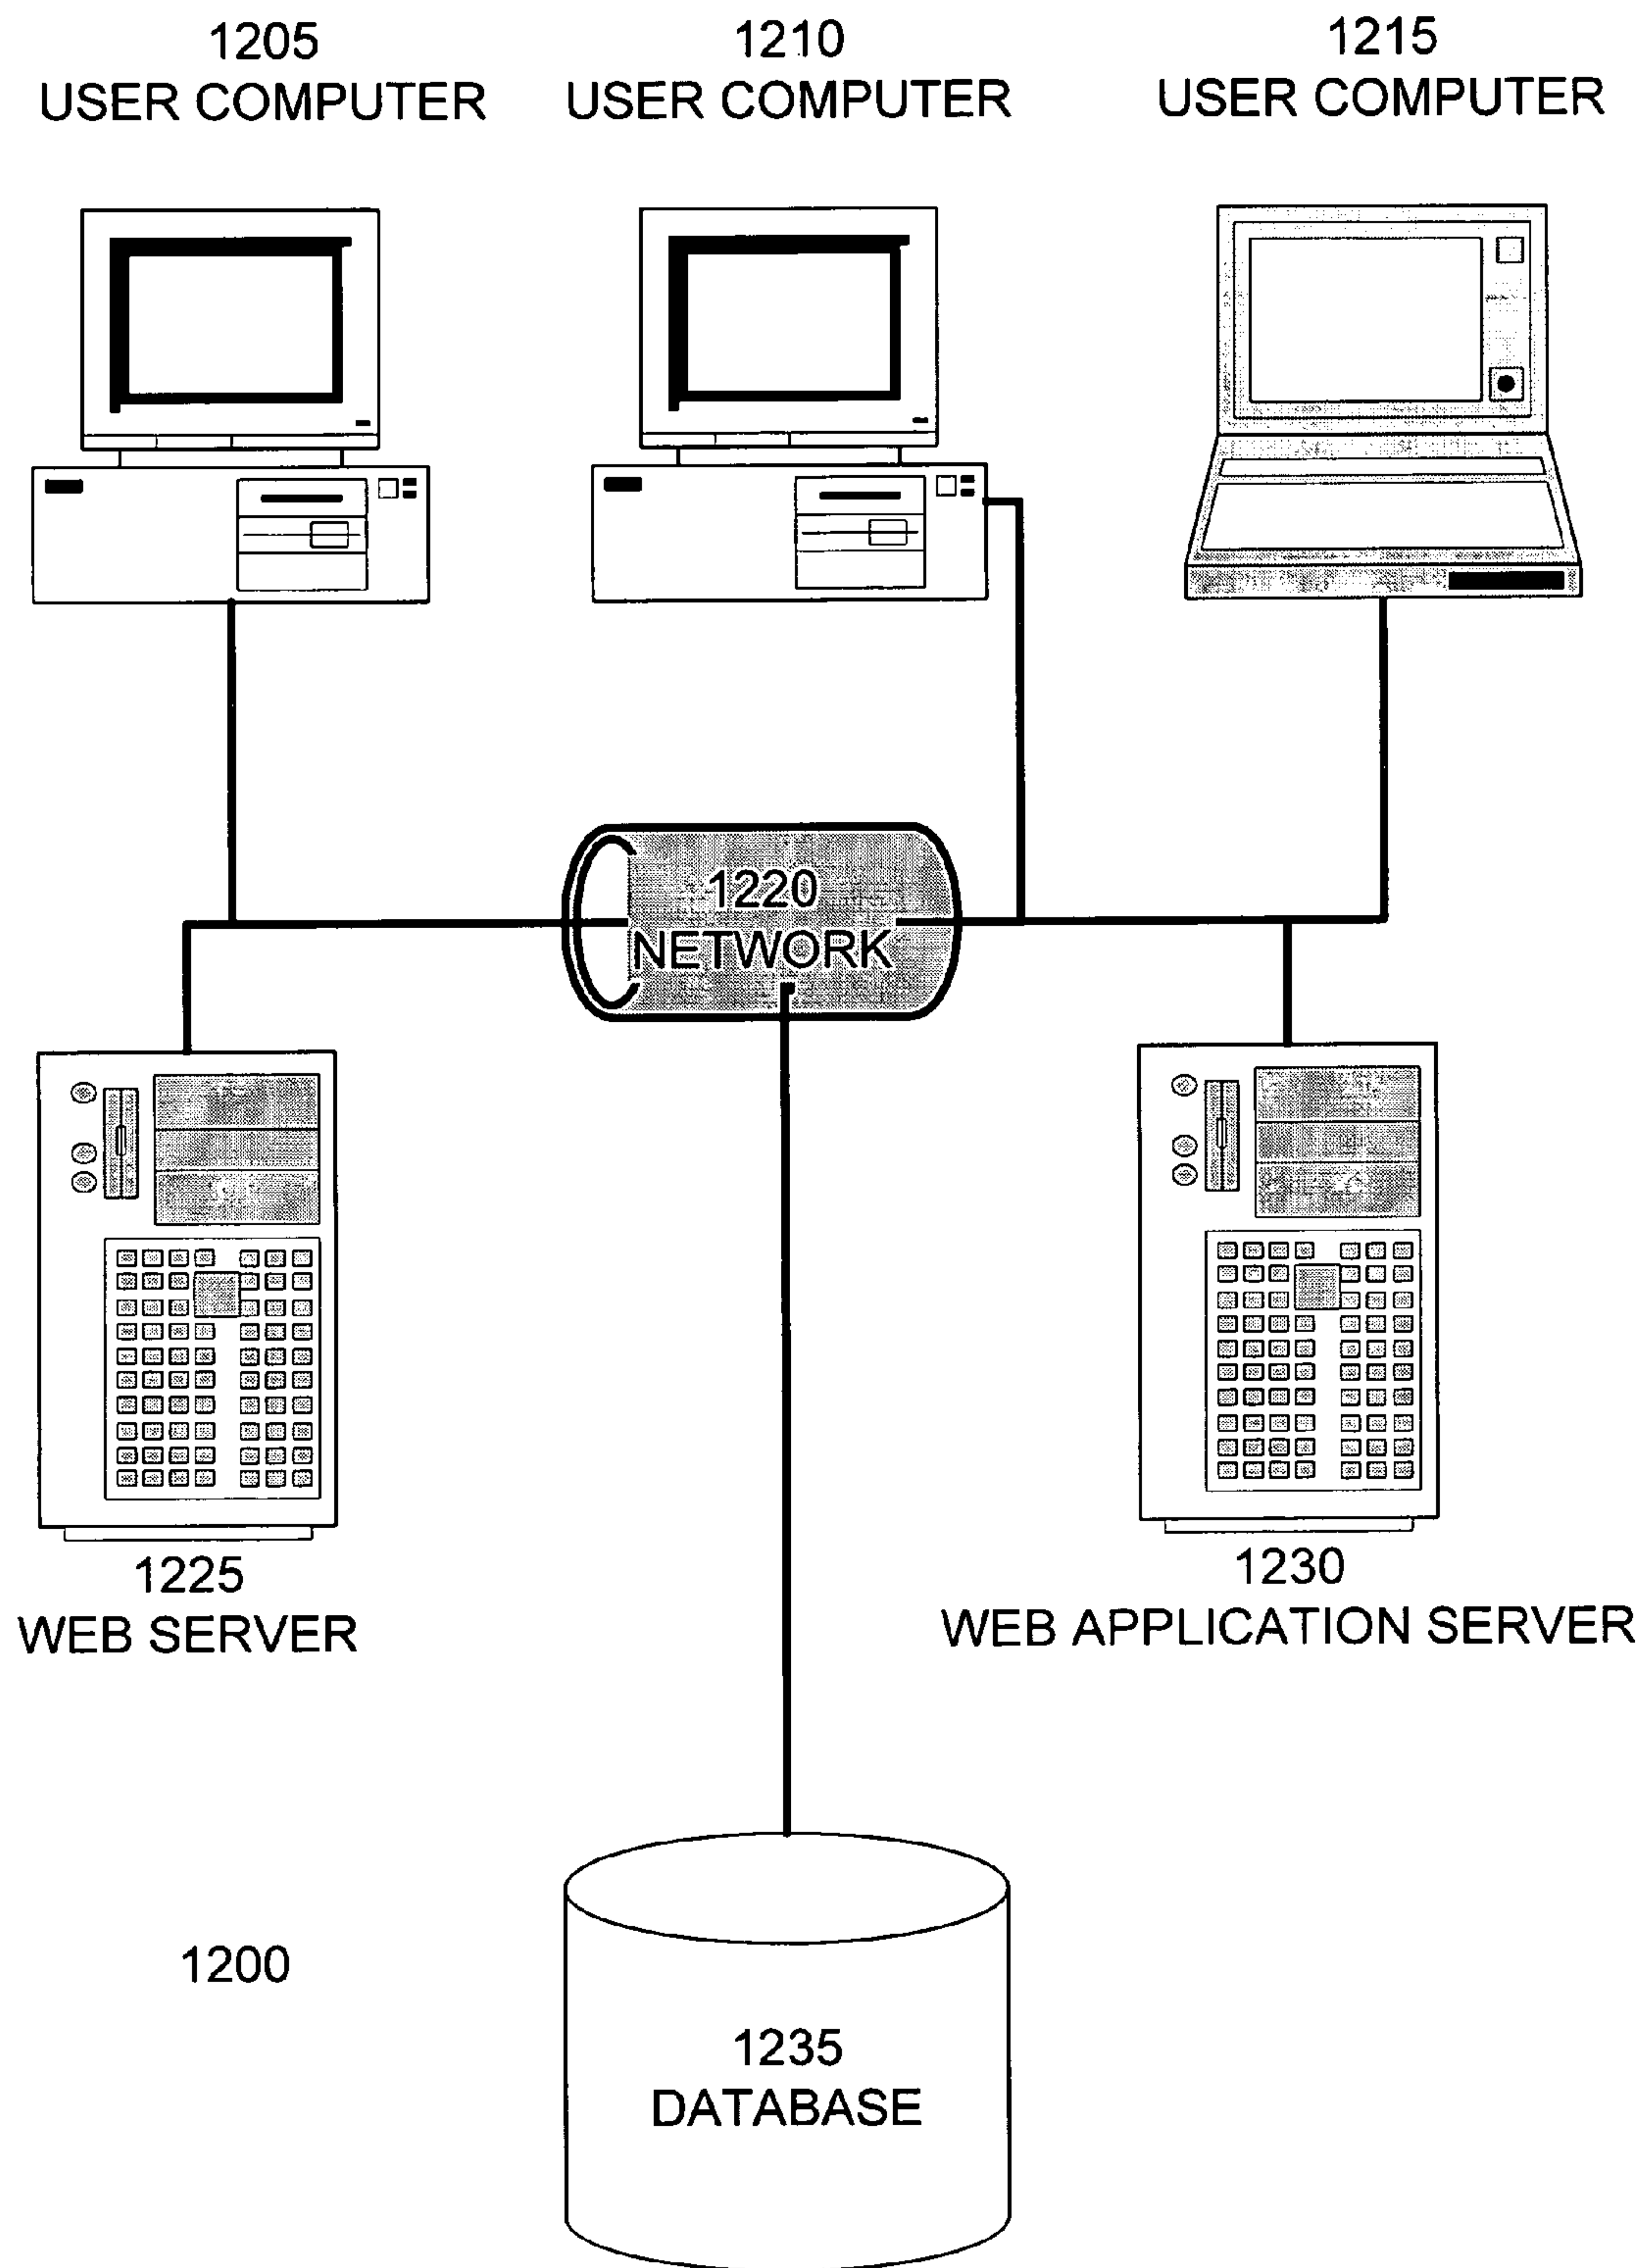 1205
USER COMPUTER
1210
USER COMPUTER
1215
USER COMPUTER
1220
NETWORK
1225
WEB SERVER
1230
WEB APPLICATION SERVER
1200
1235
DATABASE